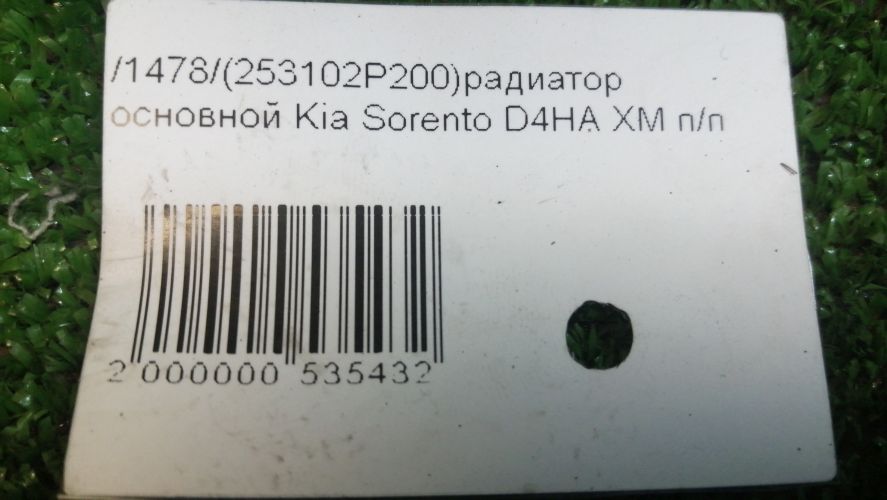 /1478/(253102P200)радиатор
основной Kia Sorento D4HA XM п/п
2 000000 535432